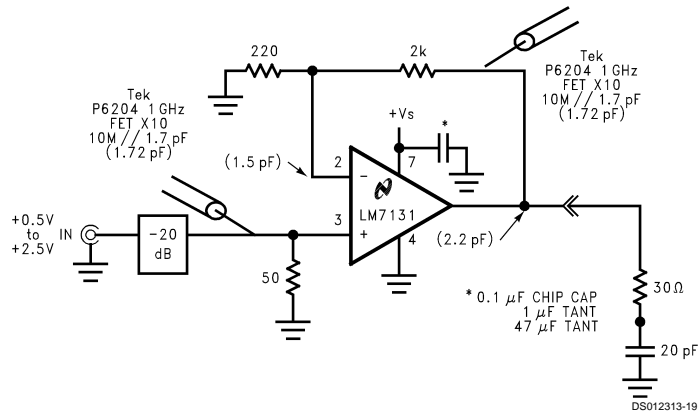 220
2k
Tek
P6204 1 GHz
FET X10
10M // 1.7 pF
(1.72 pF)
Tek
P6204 1 GHz
FET X10
10M // 1.7 pF
(1.72 pF)
+Vs
*
(1.5 pF)
2
7
-
LM7131
3
+
4
(2.2 pF)
+0.5V
to
+2.5V
IN
-20
dB
50
* 0.1 µF CHIP CAP
1 µF TANT
47 µF TANT
30Ω
20 pF
DS012313-19